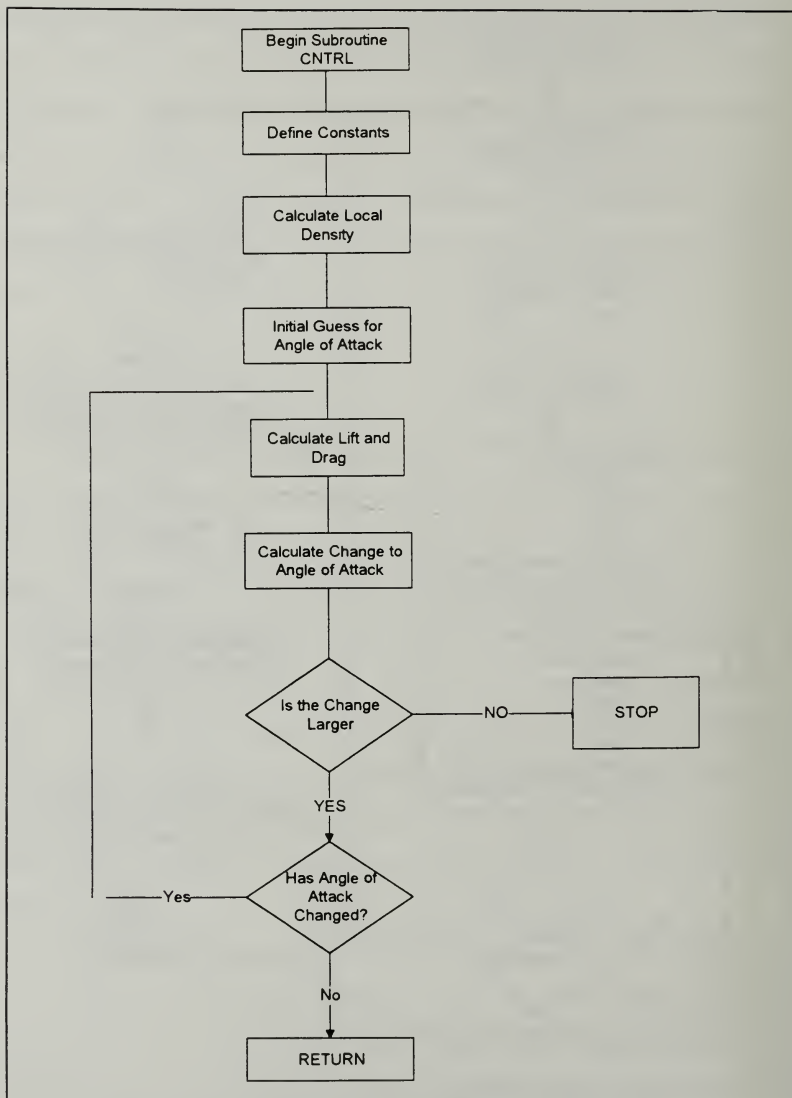 Begin Subroutine
CNTRL
Define Constants
Calculate Local
Density
Initial Guess for
Angle of Attack
Calculate Lift and
Drag
Calculate Change to
Angle of Attack
Is the Change
Larger
NO
STOP
YES
Has Angle of
Attack
Changed?
Yes
No
RETURN